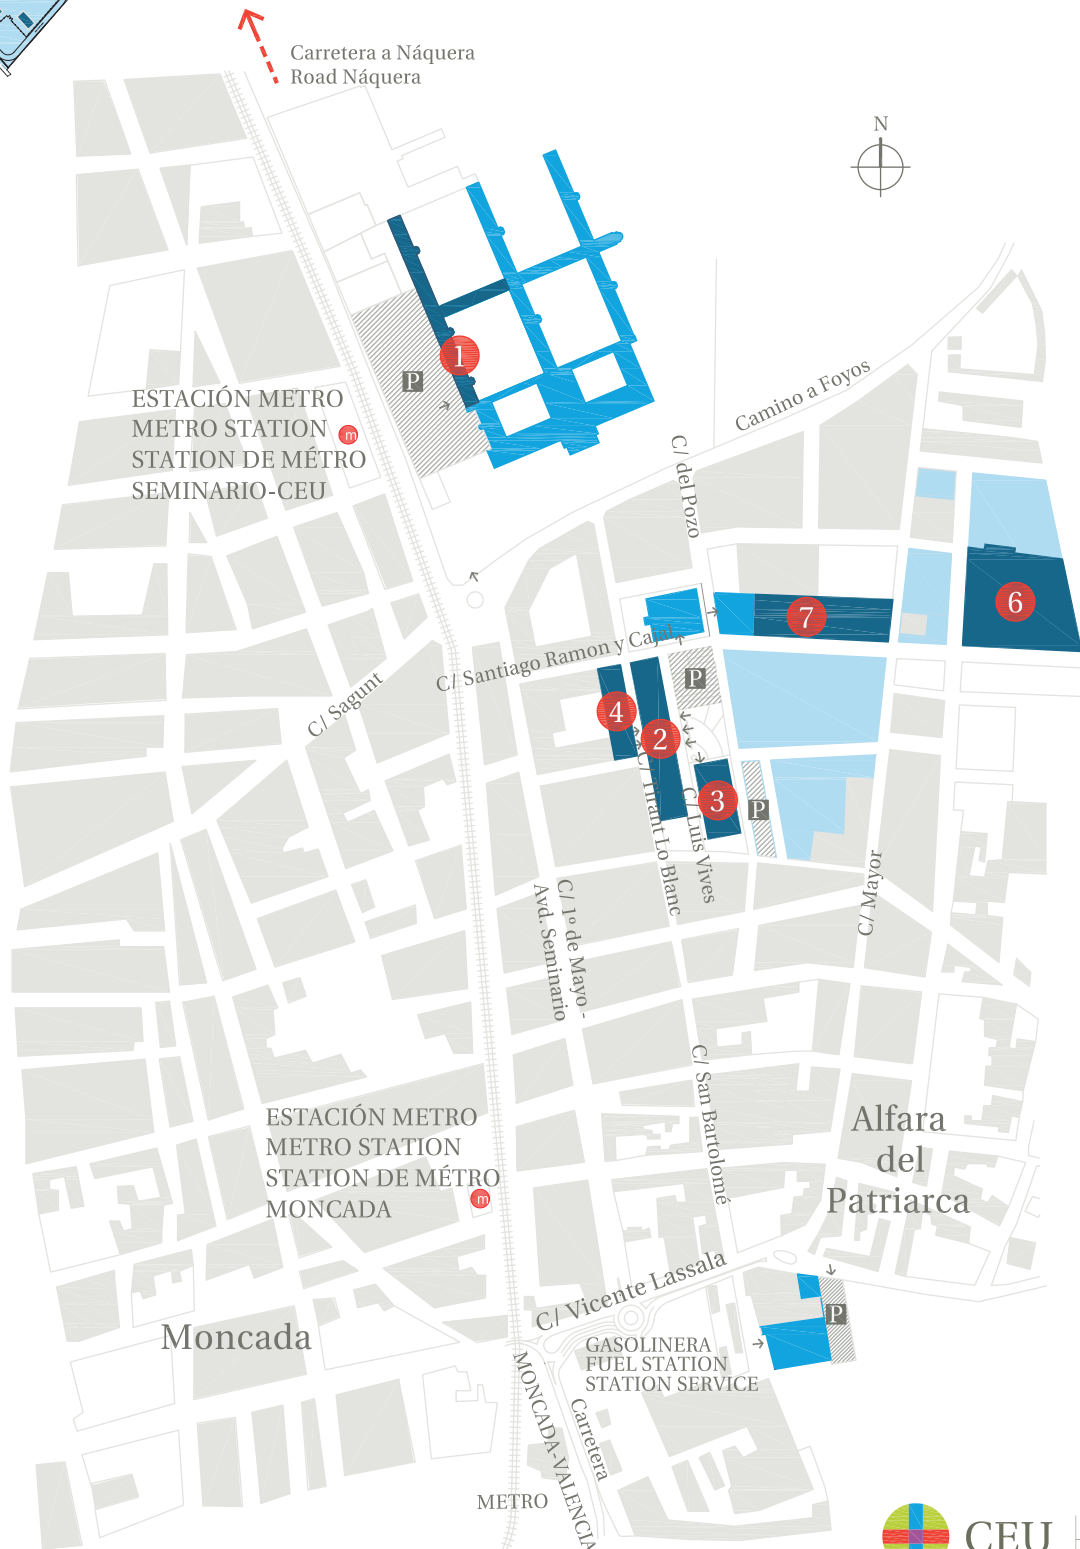 Carretera a Náquera
Road Náquera
N
1
P
ESTACIÓN METRO
METRO STATION
STATION DE MÉTRO
SEMINARIO-CEU
m
Camino a Foyos
C/ del Pozo
6
7
C/ Santiago Ramon y Cajal
P
C/ Sagunt
4
2
3
P
C/ Tirant Lo Blanc
C/ Luis Vives
C/ Mayor
C/ 1º de Mayo -
Avd. Seminario
C/ San Bartolomé
ESTACIÓN METRO
METRO STATION
STATION DE MÉTRO
MONCADA
m
Alfara
del
Patriarca
C/ Vicente Lassala
P
Moncada
GASOLINERA
FUEL STATION
STATION SERVICE
MONCADA-VALENCIA
Carretera
METRO
CEU